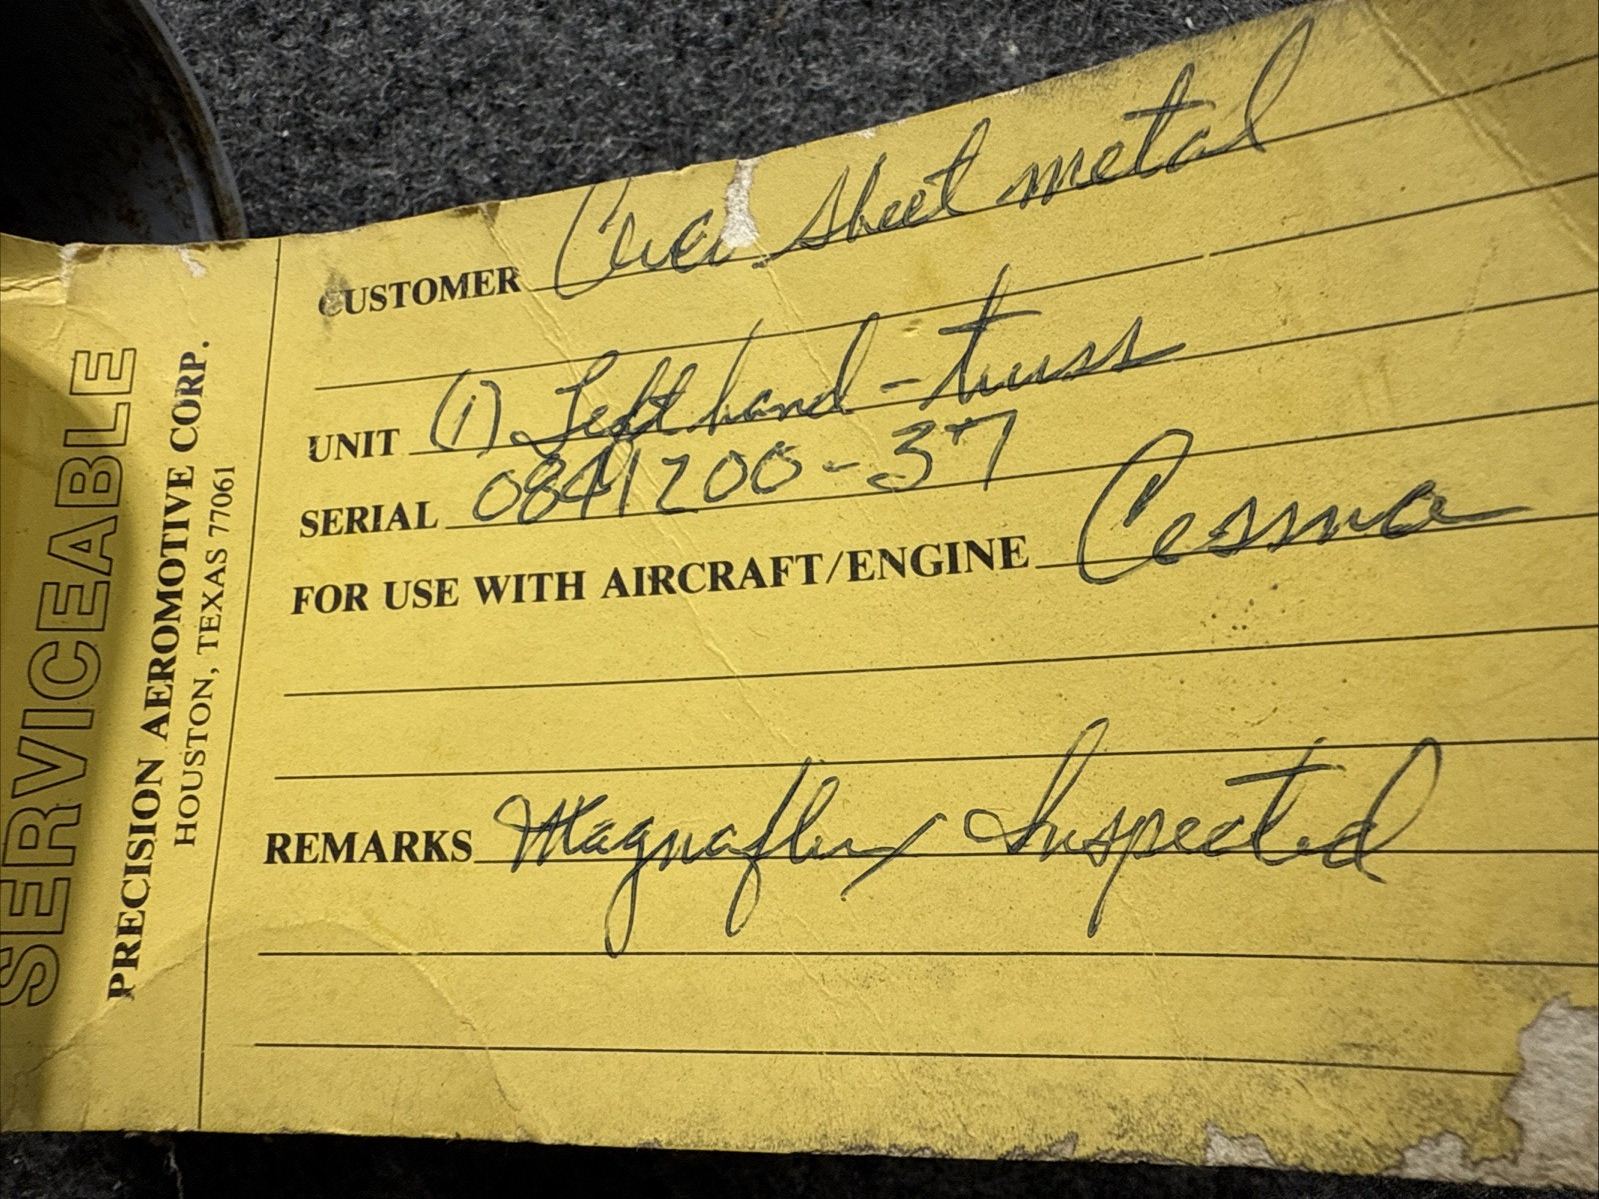 SERVICEABLE
PRECISION AEROMOTIVE CORP.
HOUSTON, TEXAS 77061
CUSTOMER sheet metal
UNIT (1) Left hand - truss
SERIAL 0841200-37
FOR USE WITH AIRCRAFT/ENGINE Cessna
REMARKS Magnaflux Inspected